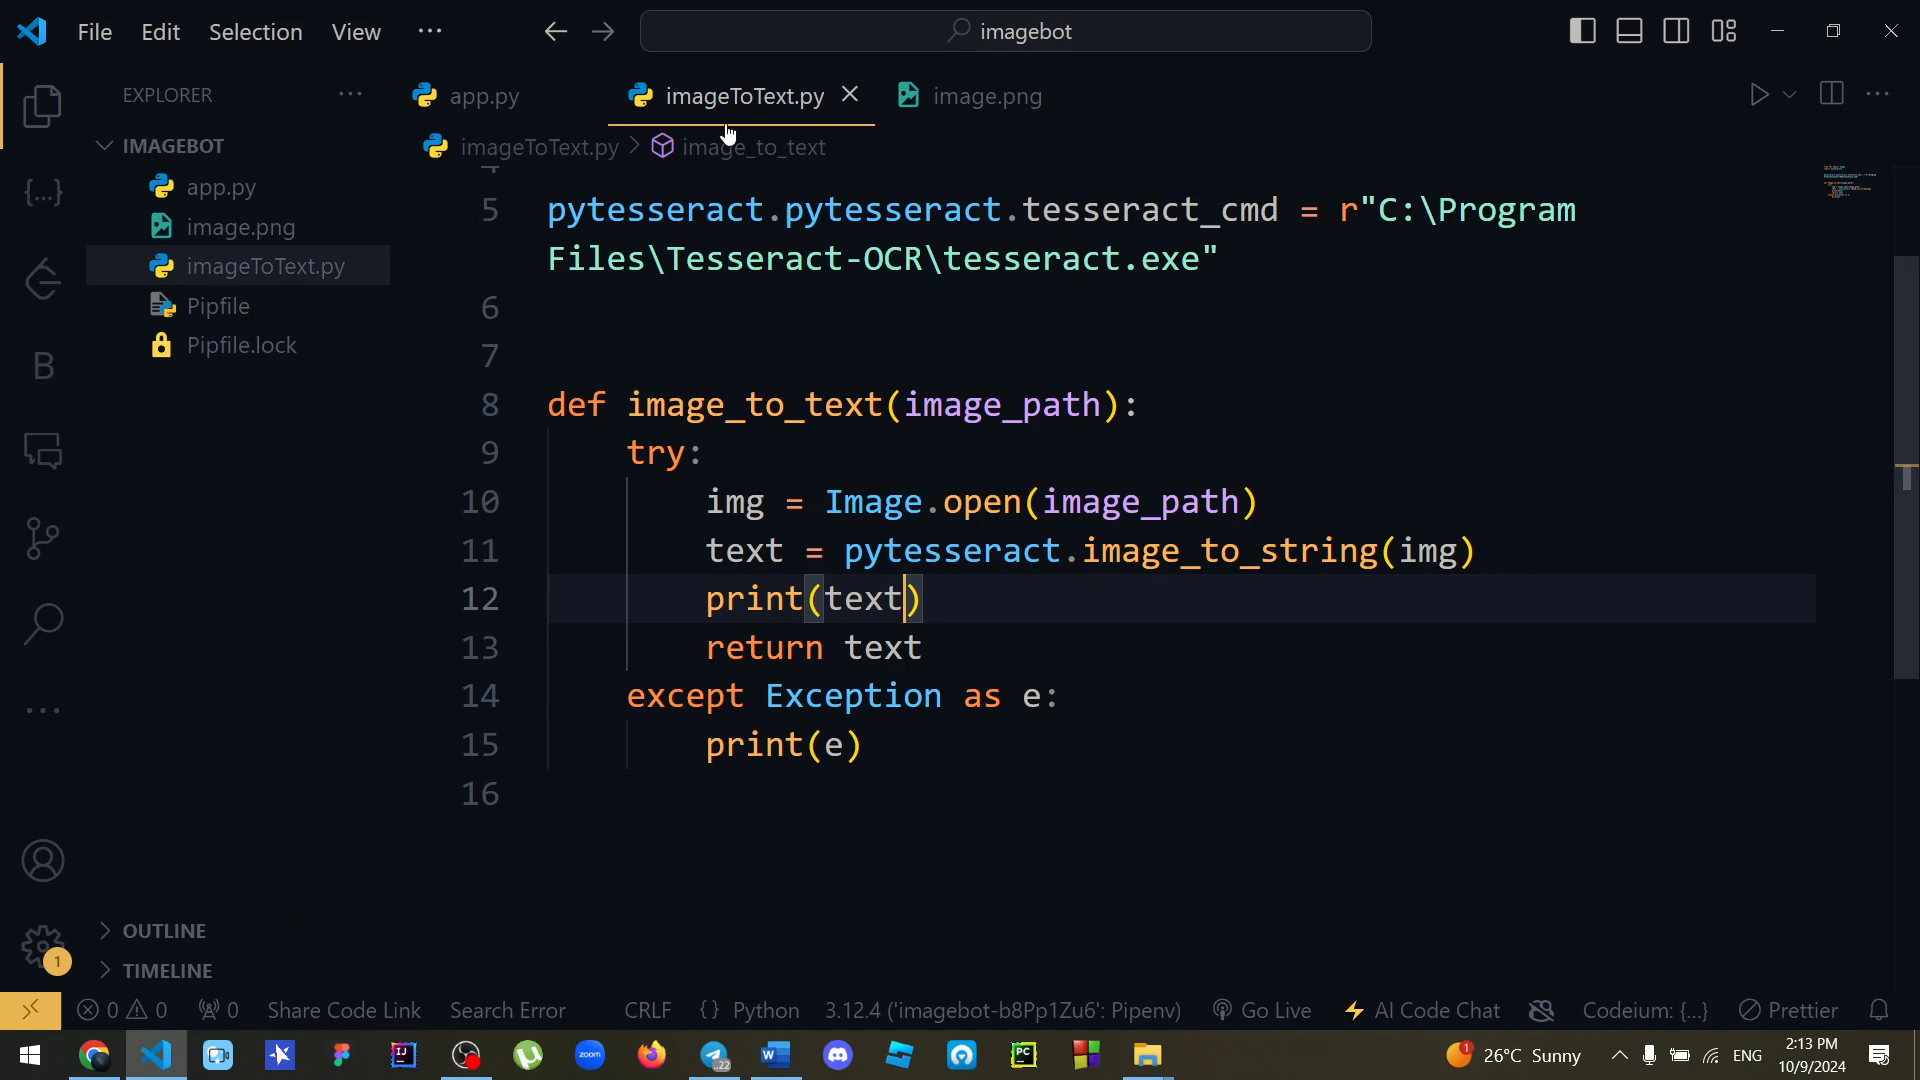 File Edit Selection View ···
imagebot
EXPLORER ···
app.py
imageToText.py
image.png
IMAGEBOT
imageToText.py > image_to_text
app.py
image.png
imageToText.py
Pipfile
Pipfile.lock
B
5 pytesseract.pytesseract.tesseract_cmd = r"C:\Program
Files\Tesseract-OCR\tesseract.exe"
6
7
8 def image_to_text(image_path):
9 try:
10 img = Image.open(image_path)
11 text = pytesseract.image_to_string(img)
12 print(text)
13 return text
14 except Exception as e:
15 print(e)
16
OUTLINE
1
TIMELINE
0 0 0 Share Code Link Search Error CRLF {} Python 3.12.4 ('imagebot-b8Pp1Zu6': Pipenv) Go Live AI Code Chat Codeium: {...} Prettier
zoom
22
1 26°C Sunny ENG
2:13 PM
10/9/2024